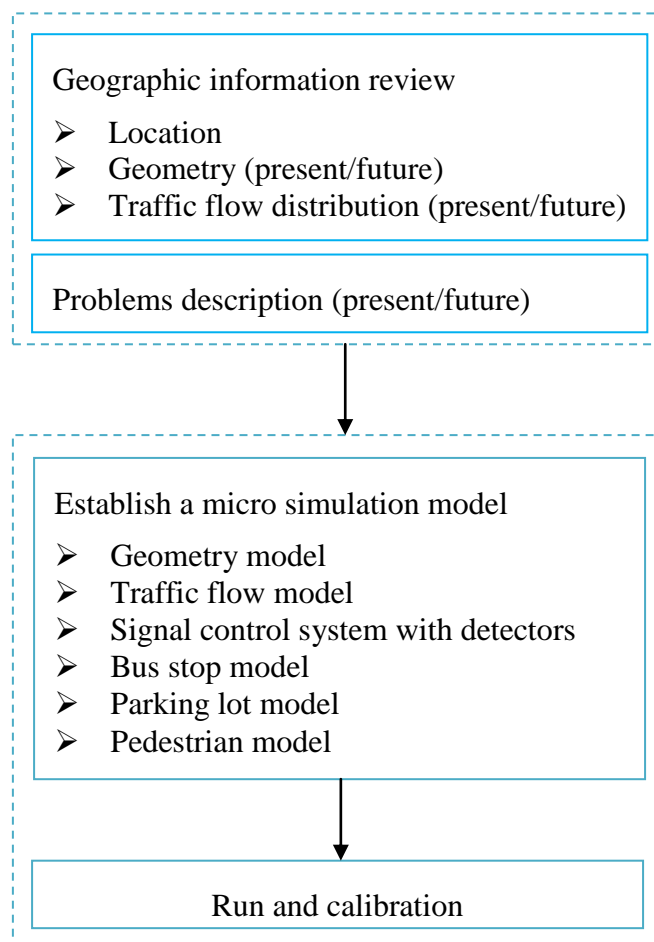 Geographic information review
➢ Location
➢ Geometry (present/future)
➢ Traffic flow distribution (present/future)
Problems description (present/future)
Establish a micro simulation model
➢ Geometry model
➢ Traffic flow model
➢ Signal control system with detectors
➢ Bus stop model
➢ Parking lot model
➢ Pedestrian model
Run and calibration